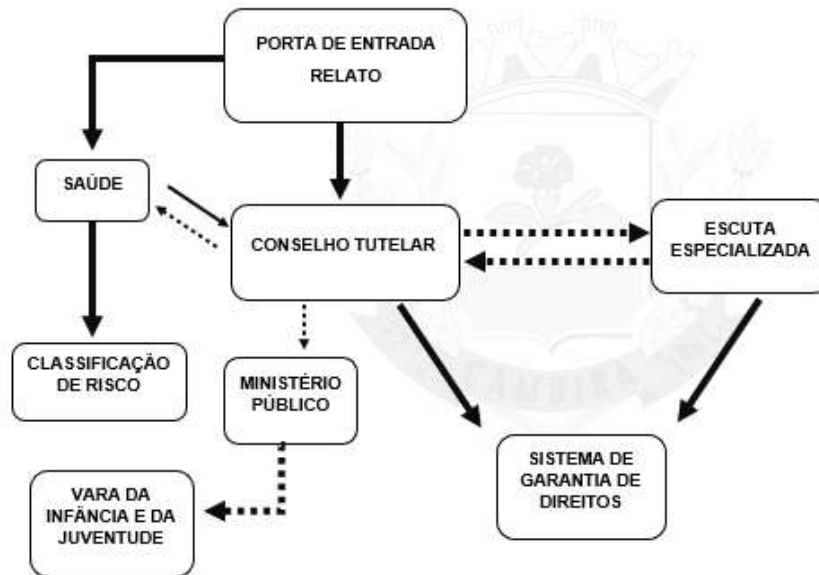 PORTA DE ENTRADA
RELATO
SAÚDE
CONSELHO TUTELAR
ESCUTA
ESPECIALIZADA
CLASSIFICAÇÃO
DE RISCO
MINISTÉRIO
PÚBLICO
SISTEMA DE
GARANTIA DE
DIREITOS
VARA DA
INFÂNCIA E DA
JUVENTUDE
CAMBIRA